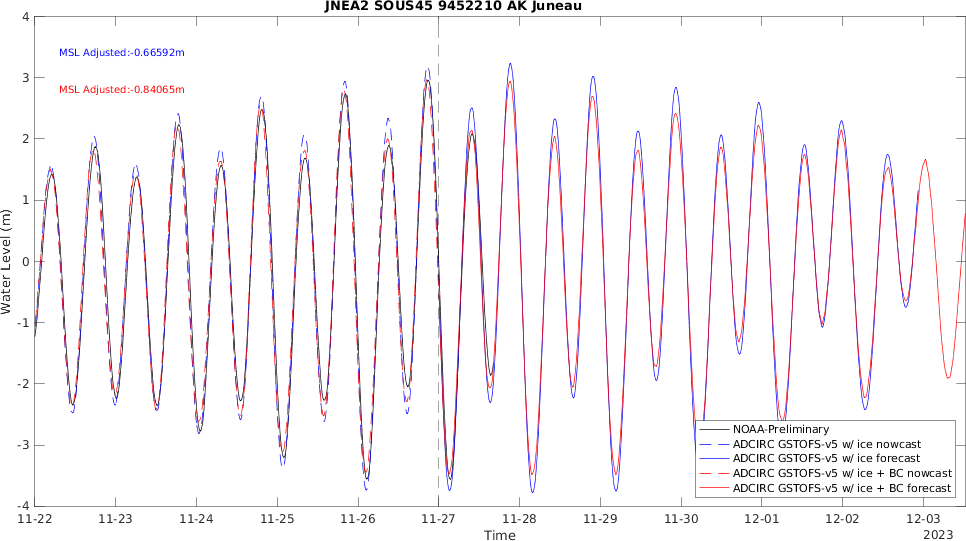 JNEA2 SOUS45 9452210 AK Juneau
MSL Adjusted:-0.66592m
MSL Adjusted:-0.84065m
4
3
2
1
0
-1
-2
-3
-4
Water Level (m)
NOAA-Preliminary
ADCIRC GSTOFS-v5 w/ ice nowcast
ADCIRC GSTOFS-v5 w/ ice forecast
ADCIRC GSTOFS-v5 w/ ice + BC nowcast
ADCIRC GSTOFS-v5 w/ ice + BC forecast
11-22 11-23 11-24 11-25 11-26 11-27 11-28 11-29 11-30 12-01 12-02 12-03
Time
2023